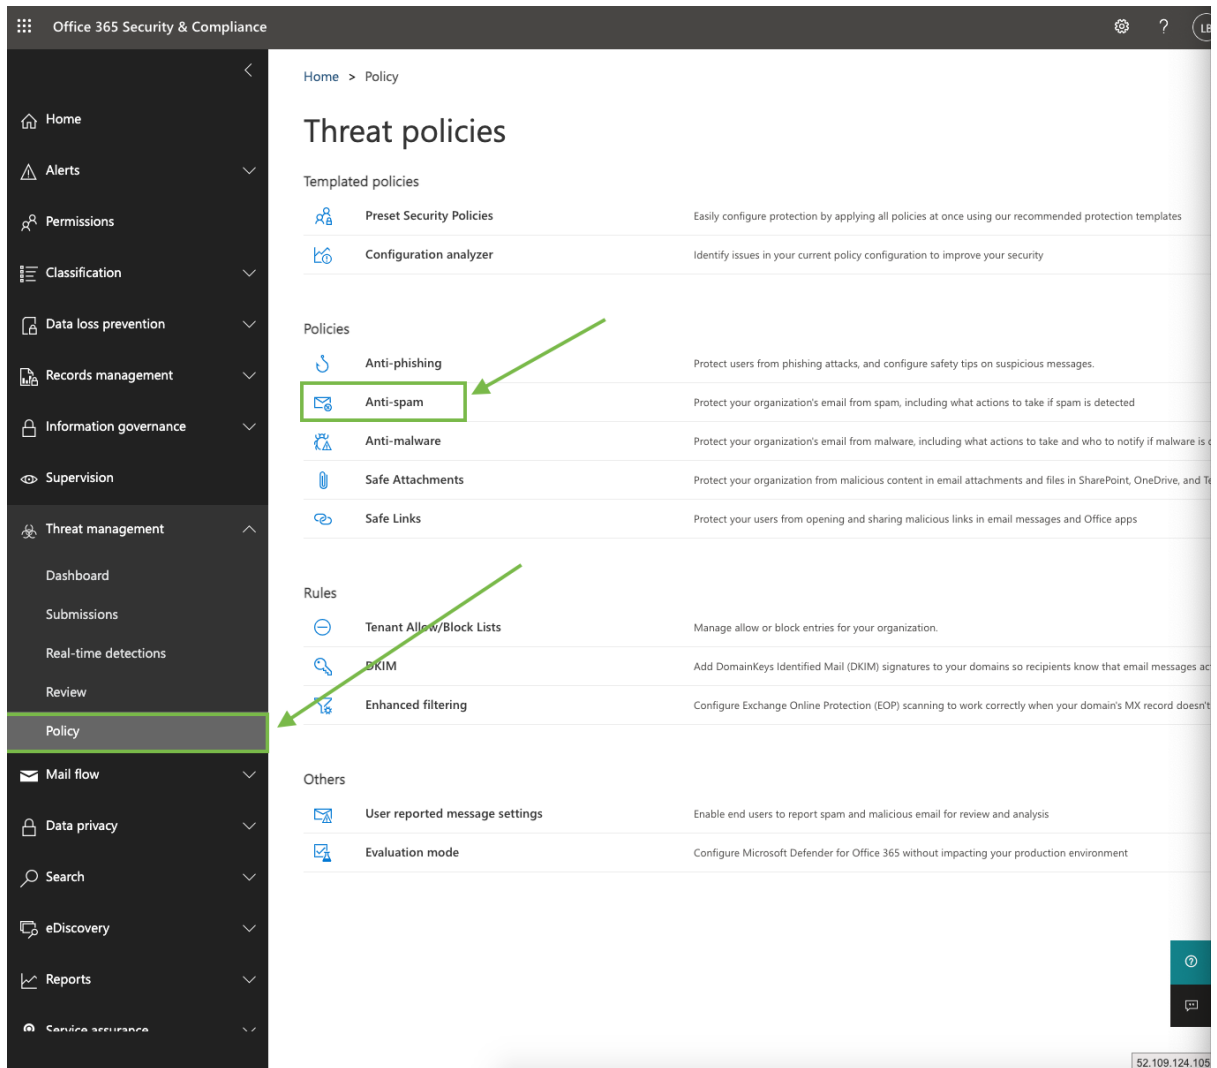 Office 365 Security & Compliance
?
LB
Home
Alerts
Permissions
Classification
Data loss prevention
Records management
Information governance
Supervision
Threat management
Dashboard
Submissions
Real-time detections
Review
Policy
Mail flow
Data privacy
Search
eDiscovery
Reports
Service assurance
Home > Policy
Threat policies
Templated policies
Preset Security Policies Easily configure protection by applying all policies at once using our recommended protection templates
Configuration analyzer Identify issues in your current policy configuration to improve your security
Policies
Anti-phishing Protect users from phishing attacks, and configure safety tips on suspicious messages.
Anti-spam Protect your organization's email from spam, including what actions to take if spam is detected
Anti-malware Protect your organization's email from malware, including what actions to take and who to notify if malware is
Safe Attachments Protect your organization from malicious content in email attachments and files in SharePoint, OneDrive, and Te
Safe Links Protect your users from opening and sharing malicious links in email messages and Office apps
Rules
Tenant Allow/Block Lists Manage allow or block entries for your organization.
DKIM Add DomainKeys Identified Mail (DKIM) signatures to your domains so recipients know that email messages ac
Enhanced filtering Configure Exchange Online Protection (EOP) scanning to work correctly when your domain's MX record doesn't
Others
User reported message settings Enable end users to report spam and malicious email for review and analysis
Evaluation mode Configure Microsoft Defender for Office 365 without impacting your production environment
52.109.124.105